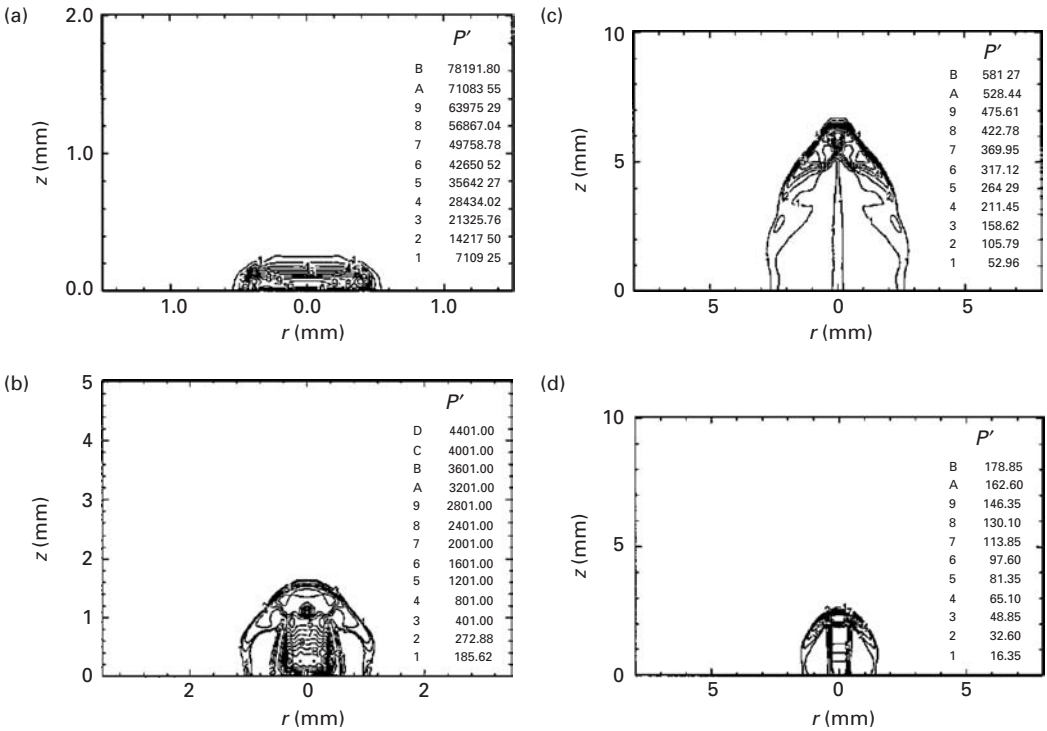 (a)
2.0
P'
B 78191.80
A 71083 55
9 63975 29
8 56867.04
7 49758.78
6 42650 52
5 35642 27
4 28434.02
3 21325.76
2 14217 50
1 7109 25
z (mm)
1.0
0.0
1.0 0.0 1.0
r (mm)
(c)
10
P'
B 581 27
A 528.44
9 475.61
8 422.78
7 369.95
6 317.12
5 264 29
4 211.45
3 158.62
2 105.79
1 52.96
z (mm)
5
0
5 0 5
r (mm)
(b)
5
P'
D 4401.00
C 4001.00
B 3601.00
A 3201.00
9 2801.00
8 2401.00
7 2001.00
6 1601.00
5 1201.00
4 801.00
3 401.00
2 272.88
1 185.62
4
3
z (mm)
2
1
0
2 0 2
r (mm)
(d)
10
P'
B 178.85
A 162.60
9 146.35
8 130.10
7 113.85
6 97.60
5 81.35
4 65.10
3 48.85
2 32.60
1 16.35
z (mm)
5
0
5 0 5
r (mm)